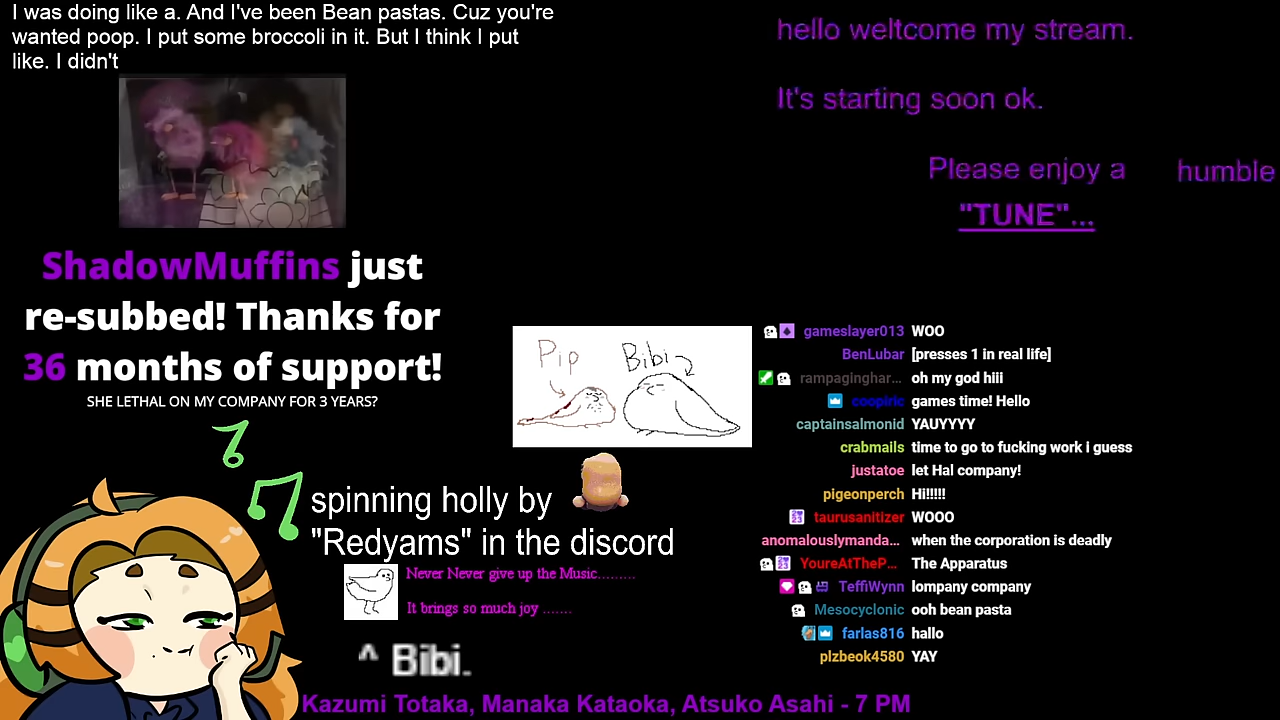 I was doing like a. And I've been Bean pastas. Cuz you're
wanted poop. I put some broccoli in it. But I think I put
like. I didn't
hello weltcome my stream.
It's starting soon ok.
Please enjoy a humble
"TUNE"...
ShadowMuffins just
re-subbed! Thanks for
36 months of support!
SHE LETHAL ON MY COMPANY FOR 3 YEARS?
Pip
Bibi
spinning holly by
"Redyams" in the discord
Never Never give up the Music.........
It brings so much joy .......
^ Bibi.
gameslayer013 WOO
BenLubar [presses 1 in real life]
rampaginghar... oh my god hiii
coopiric games time! Hello
captainsalmonid YAUYYYY
crabmails time to go to fucking work i guess
justatoe let Hal company!
pigeonperch Hi!!!!!
taurusanitizer WOOO
anomalouslymanda... when the corporation is deadly
YoureAtTheP... The Apparatus
TeffiWynn lompany company
Mesocyclonic ooh bean pasta
farlas816 hallo
plzbeok4580 YAY
Kazumi Totaka, Manaka Kataoka, Atsuko Asahi - 7 PM